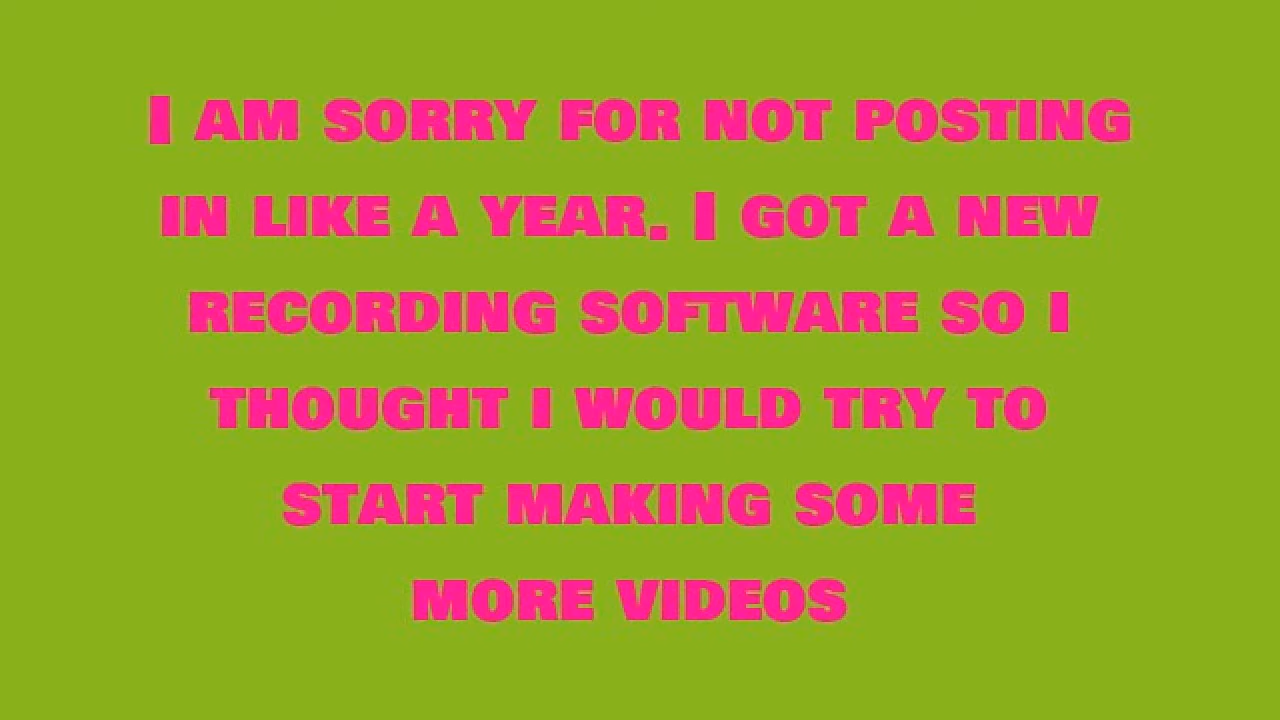 I am sorry for not posting
in like a year. I got a new
recording software so i
thought i would try to
start making some
more videos